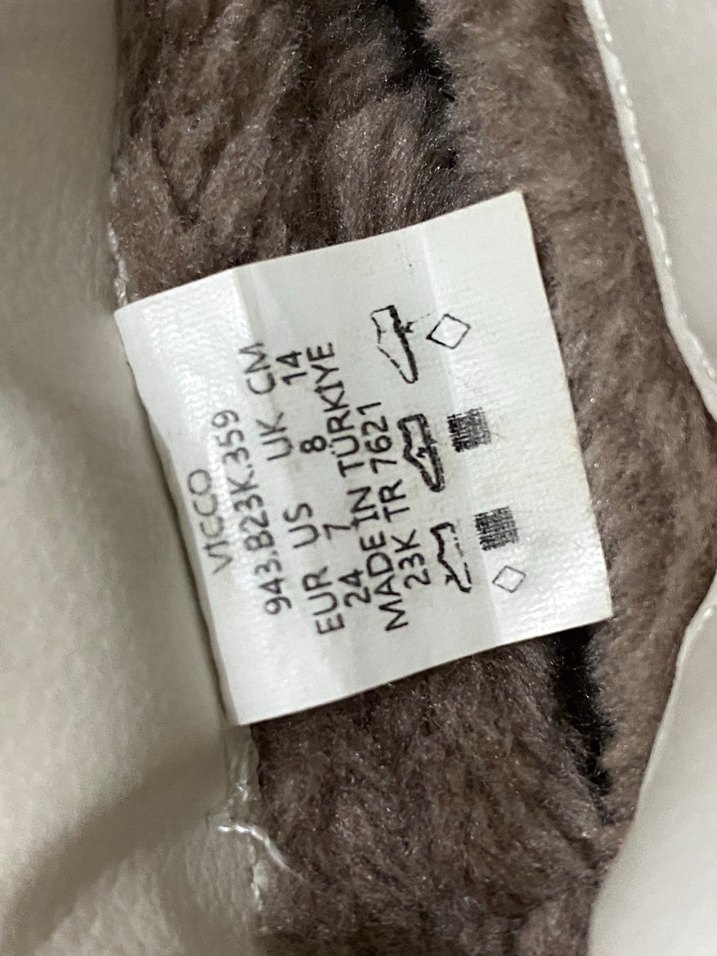 VICCO
943.B23K.359
EUR US UK CM
24 7 8 14
MADE IN TÜRKİYE
23K TR 7621